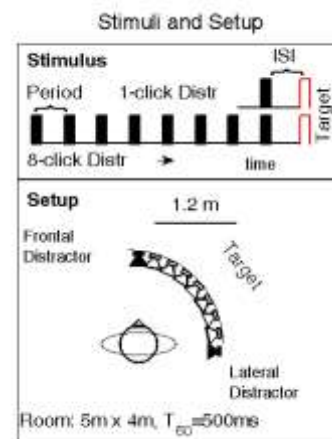 Stimuli and Setup
Stimulus
ISI
Period
1-click Distr
Target
8-click Distr
time
Setup
1.2 m
Frontal
Distractor
Target
Lateral
Distractor
Room: 5m x 4m, T60=500ms